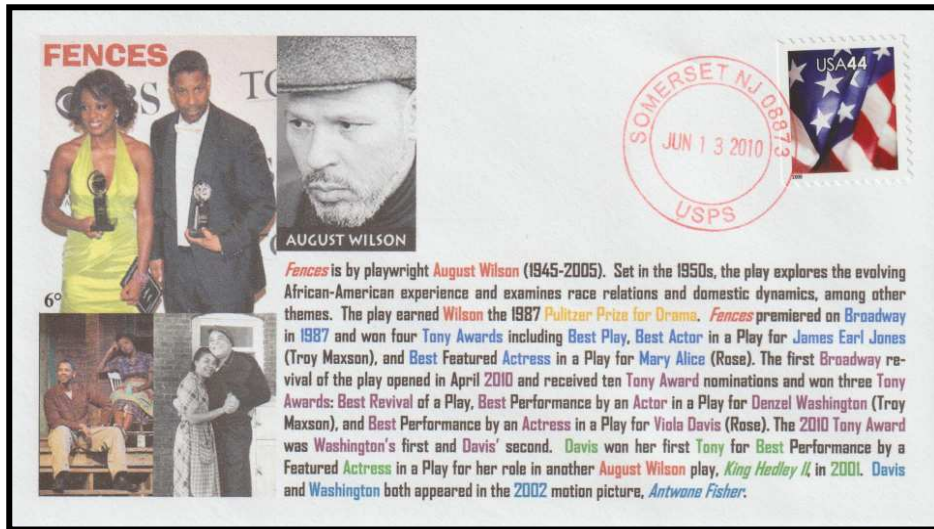 FENCES
CBS TO
6°
AUGUST WILSON
SOMERSET NJ 08873
JUN 13 2010
USPS
USA44
Fences is by playwright August Wilson (1945-2005). Set in the 1950s, the play explores the evolving
African-American experience and examines race relations and domestic dynamics, among other
themes. The play earned Wilson the 1987 Pulitzer Prize for Drama. Fences premiered on Broadway
in 1987 and won four Tony Awards including Best Play, Best Actor in a Play for James Earl Jones
(Troy Maxson), and Best Featured Actress in a Play for Mary Alice (Rose). The first Broadway re-
vival of the play opened in April 2010 and received ten Tony Award nominations and won three Tony
Awards: Best Revival of a Play, Best Performance by an Actor in a Play for Denzel Washington (Troy
Maxson), and Best Performance by an Actress in a Play for Viola Davis (Rose). The 2010 Tony Award
was Washington's first and Davis' second. Davis won her first Tony for Best Performance by a
Featured Actress in a Play for her role in another August Wilson play, King Hedley II, in 2001. Davis
and Washington both appeared in the 2002 motion picture, Antwone Fisher.